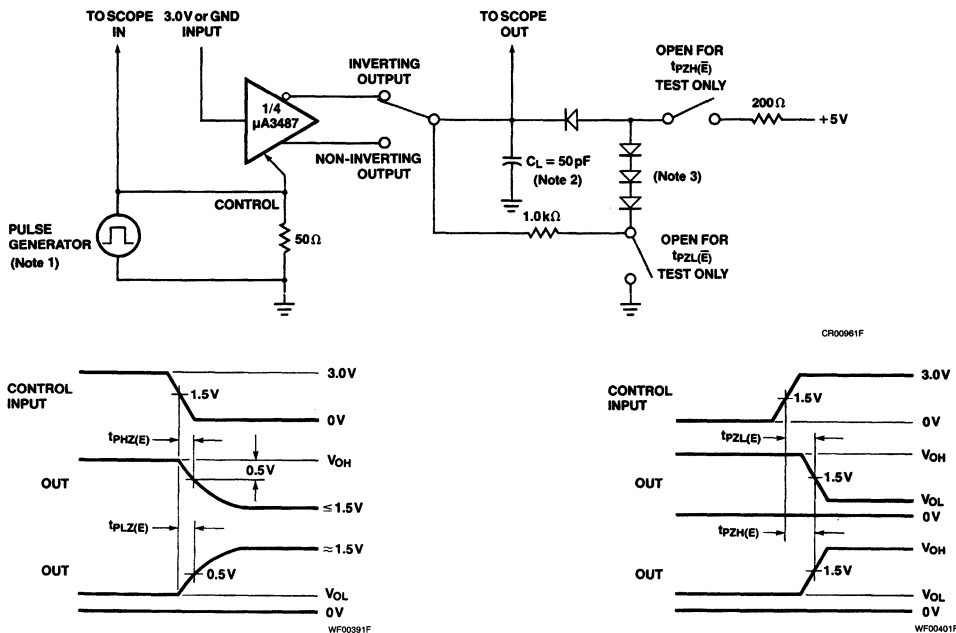 TO SCOPE
IN
3.0V or GND
INPUT
TO SCOPE
OUT
INVERTING
OUTPUT
OPEN FOR
tPZH(E̅)
TEST ONLY
1/4
µA3487
200Ω
+5V
NON-INVERTING
OUTPUT
CL = 50pF
(Note 2)
(Note 3)
CONTROL
1.0kΩ
PULSE
GENERATOR
(Note 1)
50Ω
OPEN FOR
tPZL(E̅)
TEST ONLY
CR00961F
CONTROL
INPUT
3.0V
1.5V
0V
tPHZ(E)
VOH
0.5V
OUT
≤1.5V
tPLZ(E)
≈1.5V
OUT
0.5V
VOL
0V
WF00391F
CONTROL
INPUT
3.0V
1.5V
0V
tPZL(E)
VOH
OUT
1.5V
VOL
0V
tPZH(E)
VOH
OUT
1.5V
VOL
0V
WF00401F